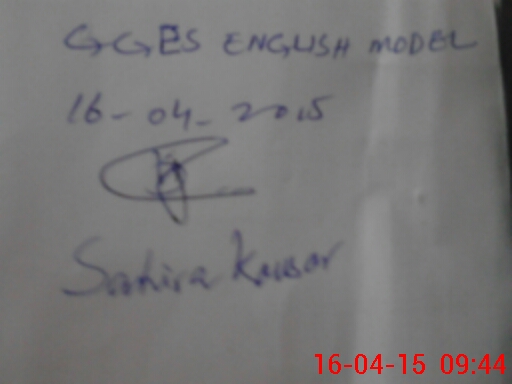 GGES ENGLISH MODEL
16-04-2015
Sahira Kausar
16-04-15 09:44